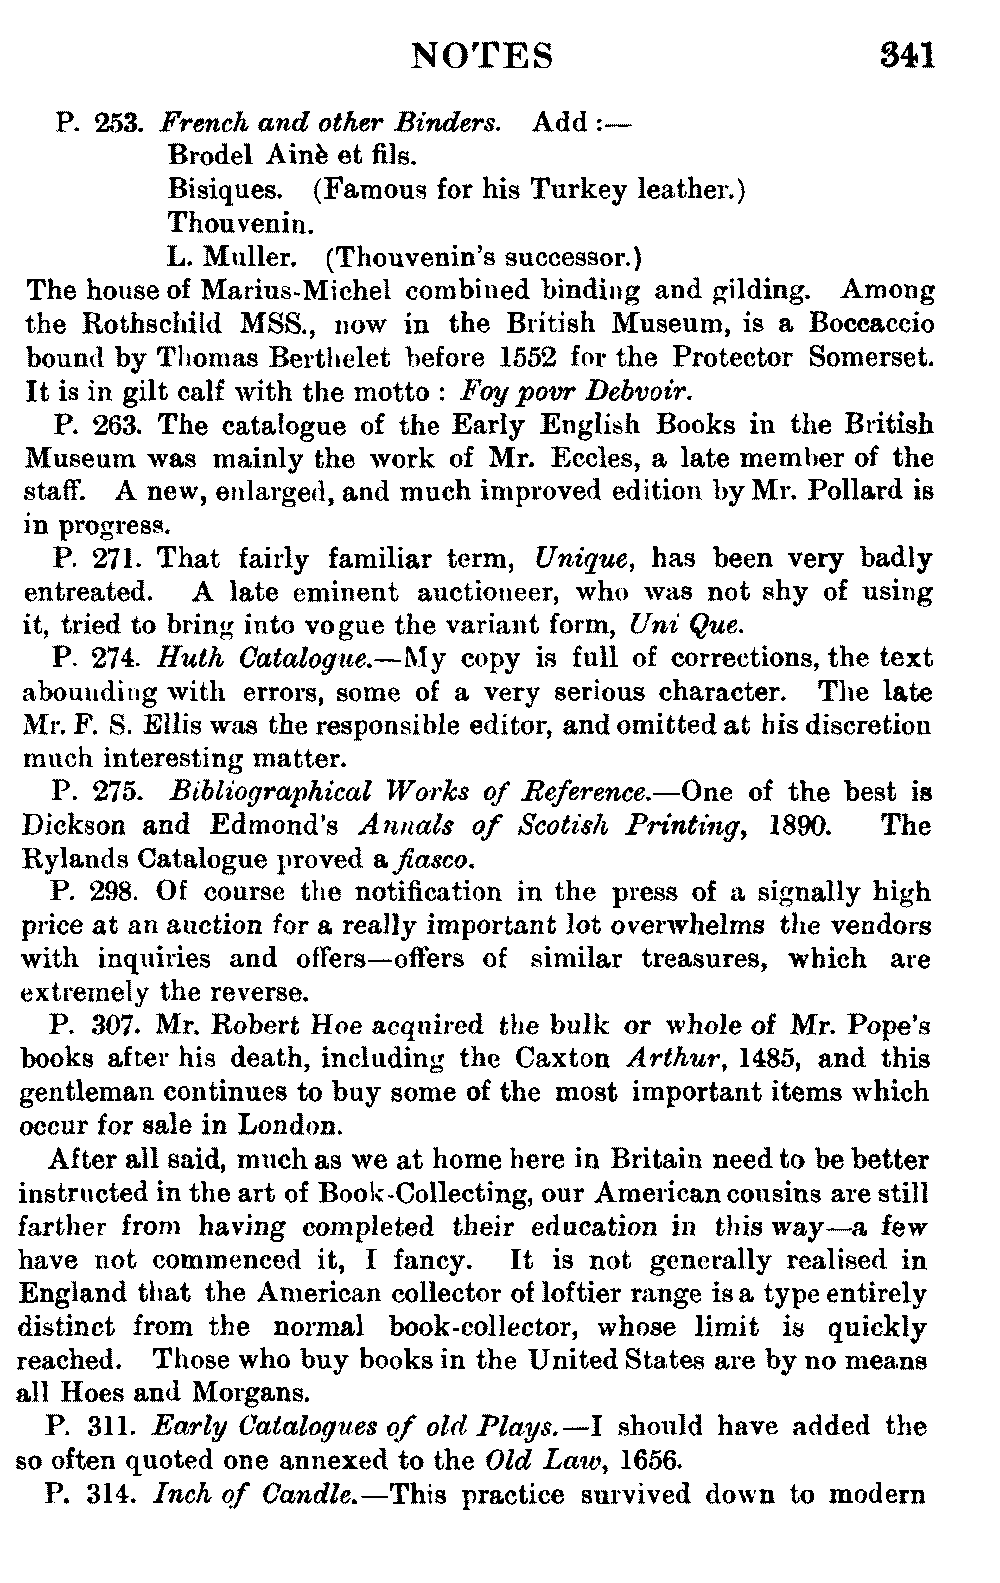 NOTES 341
P. 253. French and other Binders. Add :—
Brodel Ainè et fils.
Bisiques. (Famous for his Turkey leather.)
Thouvenin.
L. Muller. (Thouvenin's successor.)
The house of Marius-Michel combined binding and gilding. Among
the Rothschild MSS., now in the British Museum, is a Boccaccio
bound by Thomas Berthelet before 1552 for the Protector Somerset.
It is in gilt calf with the motto : Foy povr Debvoir.
P. 263. The catalogue of the Early English Books in the British
Museum was mainly the work of Mr. Eccles, a late member of the
staff. A new, enlarged, and much improved edition by Mr. Pollard is
in progress.
P. 271. That fairly familiar term, Unique, has been very badly
entreated. A late eminent auctioneer, who was not shy of using
it, tried to bring into vogue the variant form, Uni Que.
P. 274. Huth Catalogue.—My copy is full of corrections, the text
abounding with errors, some of a very serious character. The late
Mr. F. S. Ellis was the responsible editor, and omitted at his discretion
much interesting matter.
P. 275. Bibliographical Works of Reference.—One of the best is
Dickson and Edmond's Annals of Scotish Printing, 1890. The
Rylands Catalogue proved a fiasco.
P. 298. Of course the notification in the press of a signally high
price at an auction for a really important lot overwhelms the vendors
with inquiries and offers—offers of similar treasures, which are
extremely the reverse.
P. 307. Mr. Robert Hoe acquired the bulk or whole of Mr. Pope's
books after his death, including the Caxton Arthur, 1485, and this
gentleman continues to buy some of the most important items which
occur for sale in London.
After all said, much as we at home here in Britain need to be better
instructed in the art of Book-Collecting, our American cousins are still
farther from having completed their education in this way—a few
have not commenced it, I fancy. It is not generally realised in
England that the American collector of loftier range is a type entirely
distinct from the normal book-collector, whose limit is quickly
reached. Those who buy books in the United States are by no means
all Hoes and Morgans.
P. 311. Early Catalogues of old Plays.—I should have added the
so often quoted one annexed to the Old Law, 1656.
P. 314. Inch of Candle.—This practice survived down to modern